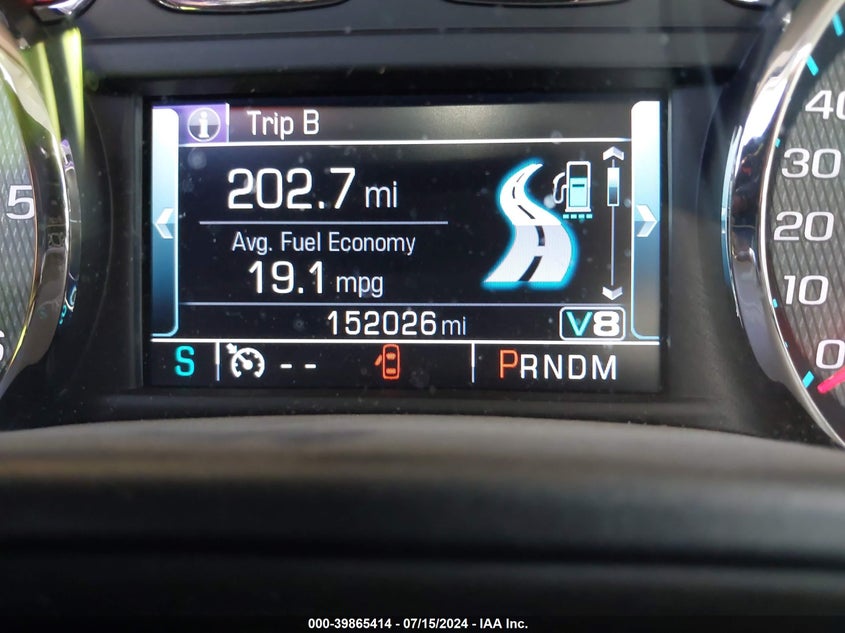 Trip B
202.7 mi
Avg. Fuel Economy
19.1 mpg
152026 mi V8
S -- PRNDM
5
40
30
20
10
0
000-39865414 - 07/15/2024 - IAA Inc.